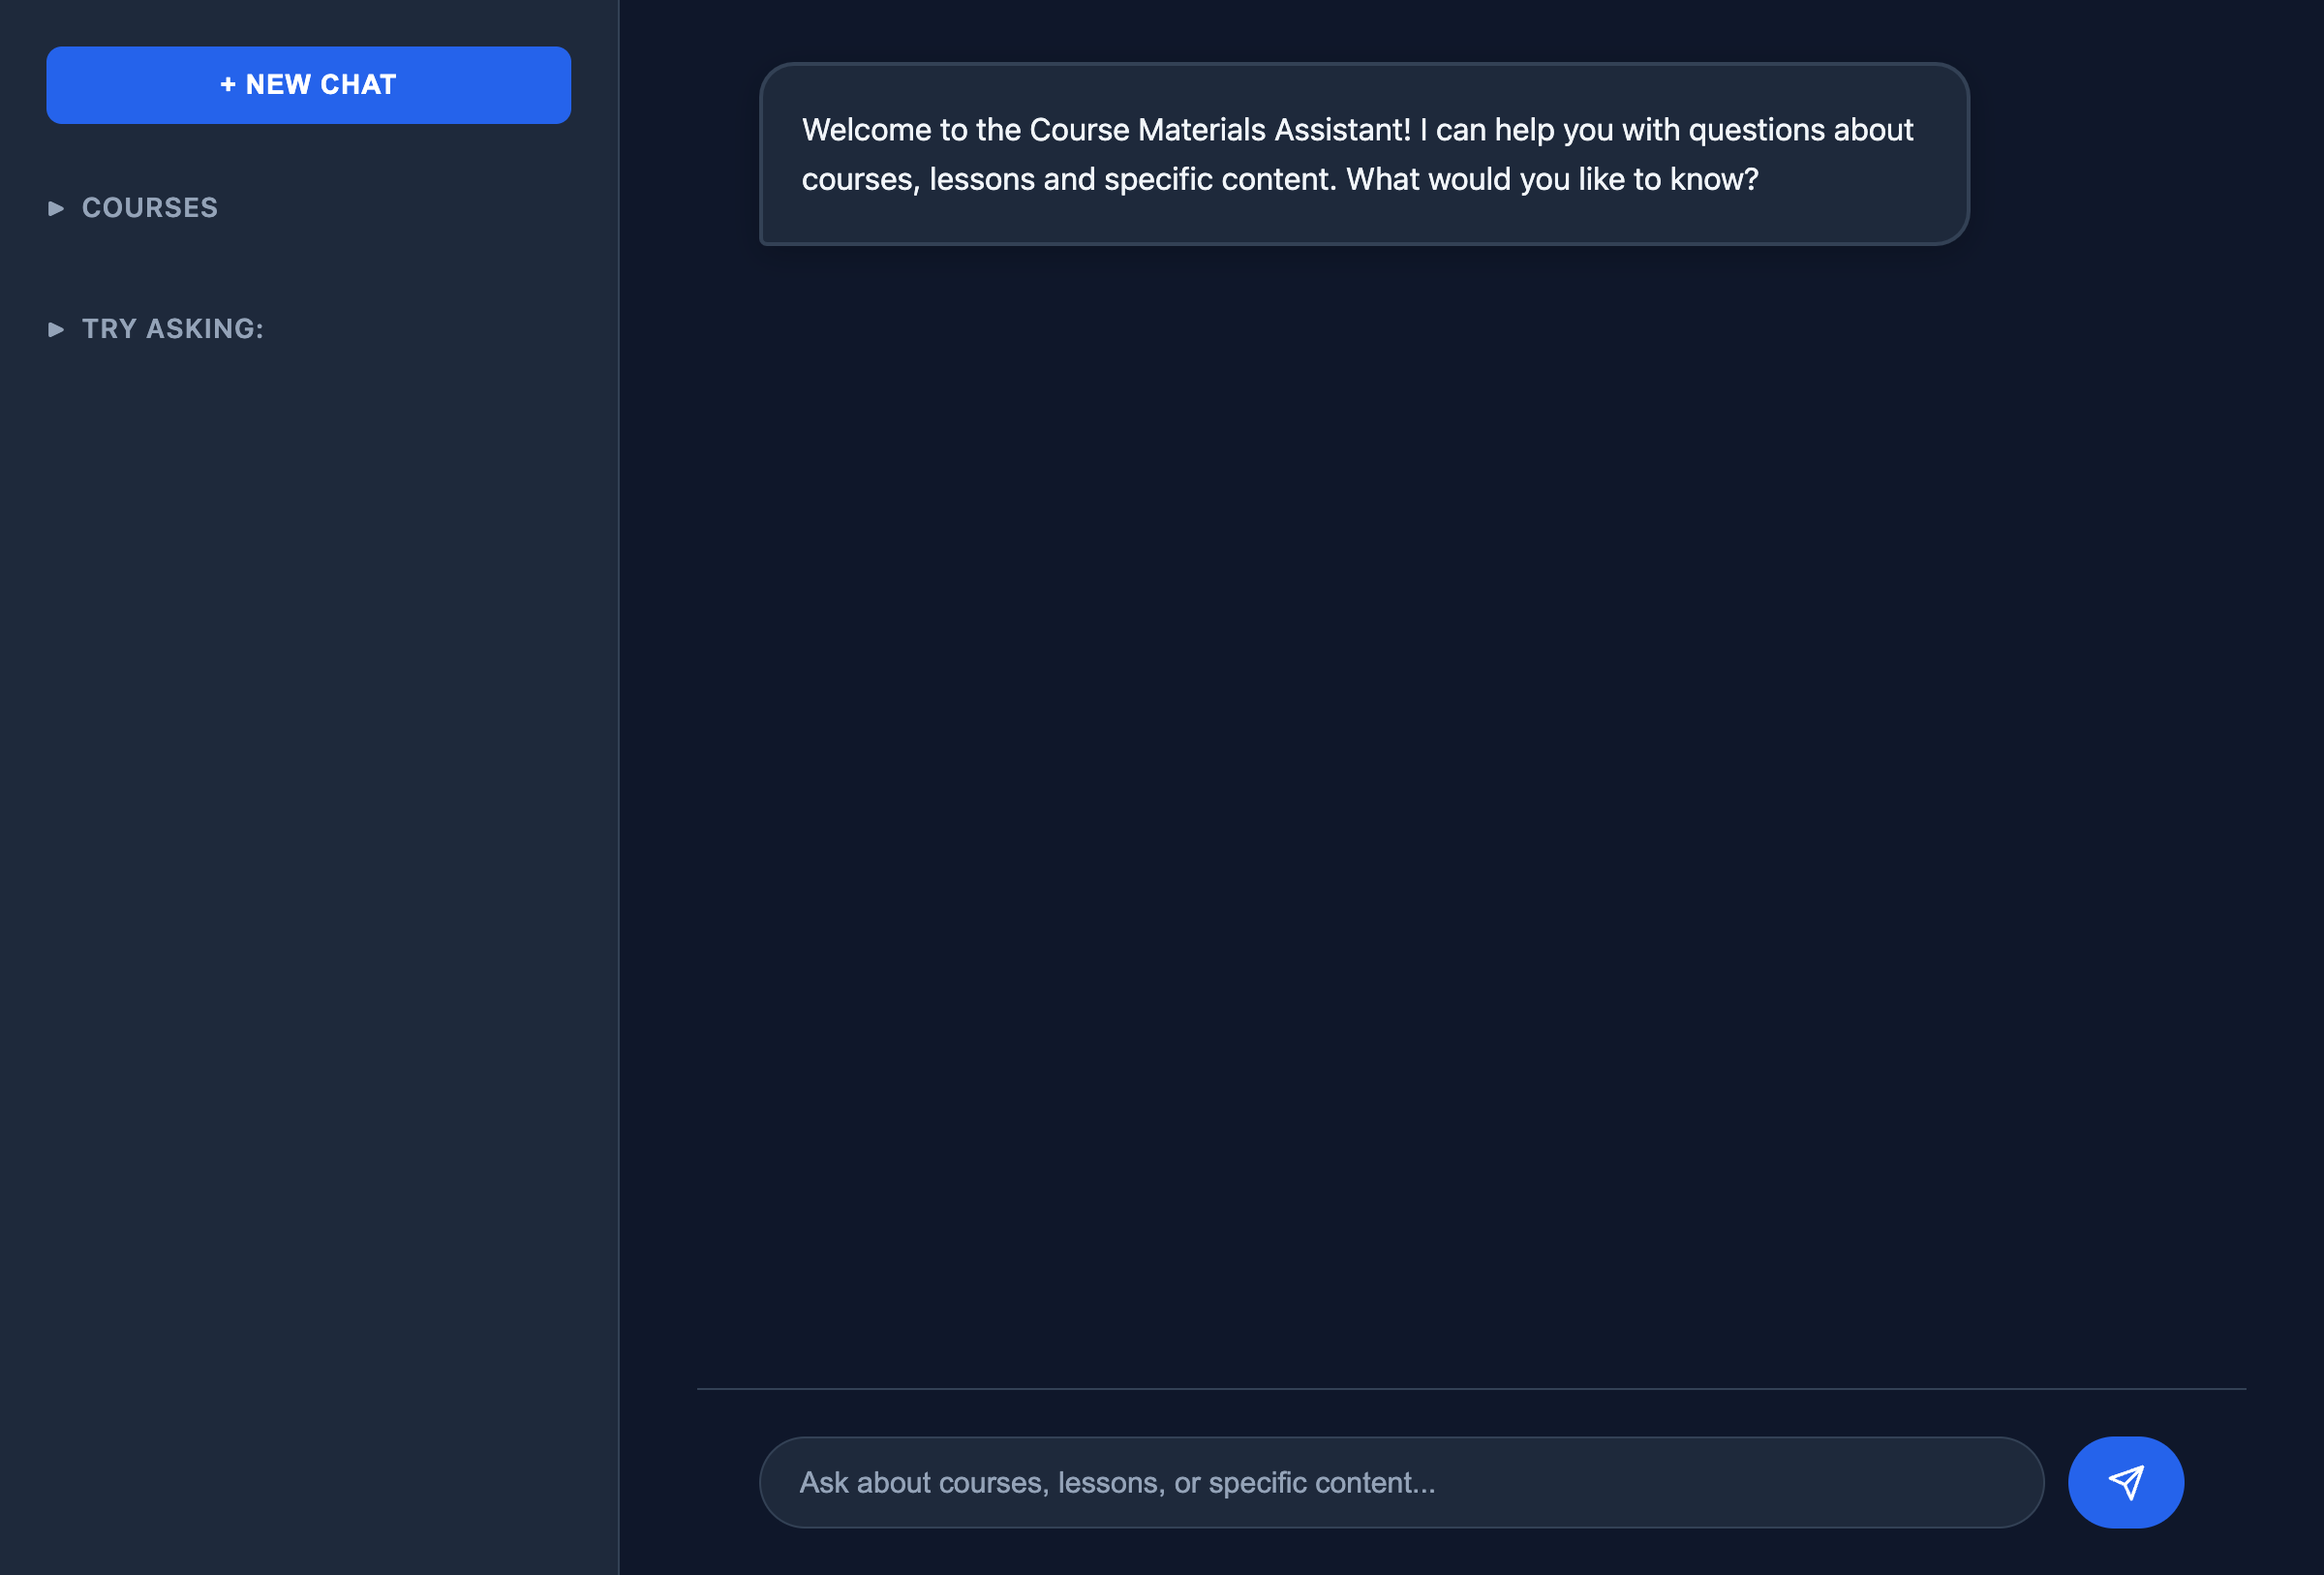 + NEW CHAT
COURSES
TRY ASKING:
Welcome to the Course Materials Assistant! I can help you with questions about
courses, lessons and specific content. What would you like to know?
Ask about courses, lessons, or specific content...